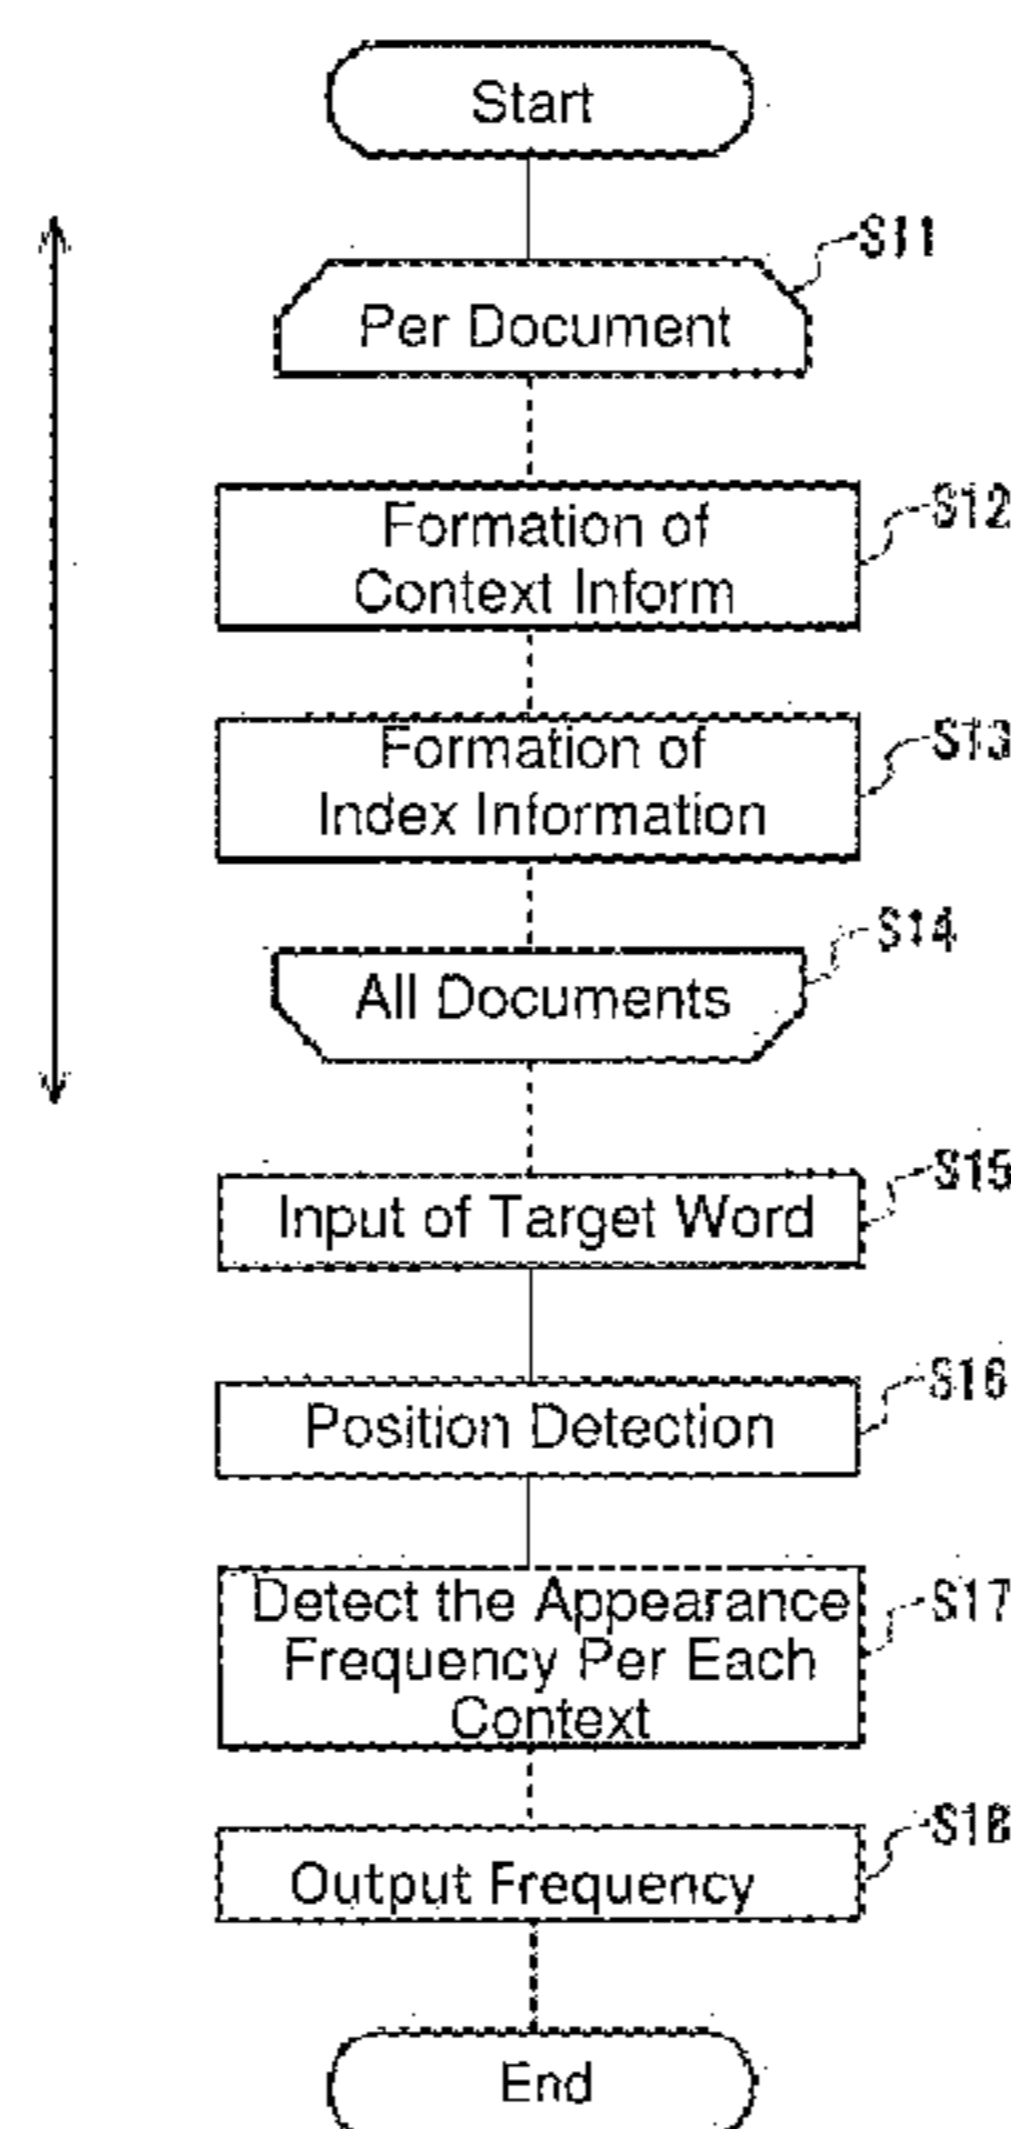 Start
S11
Per Document
S12
Formation of
Context Inform
S13
Formation of
Index Information
S14
All Documents
S15
Input of Target Word
S16
Position Detection
S17
Detect the Appearance
Frequency Per Each
Context
S18
Output Frequency
End